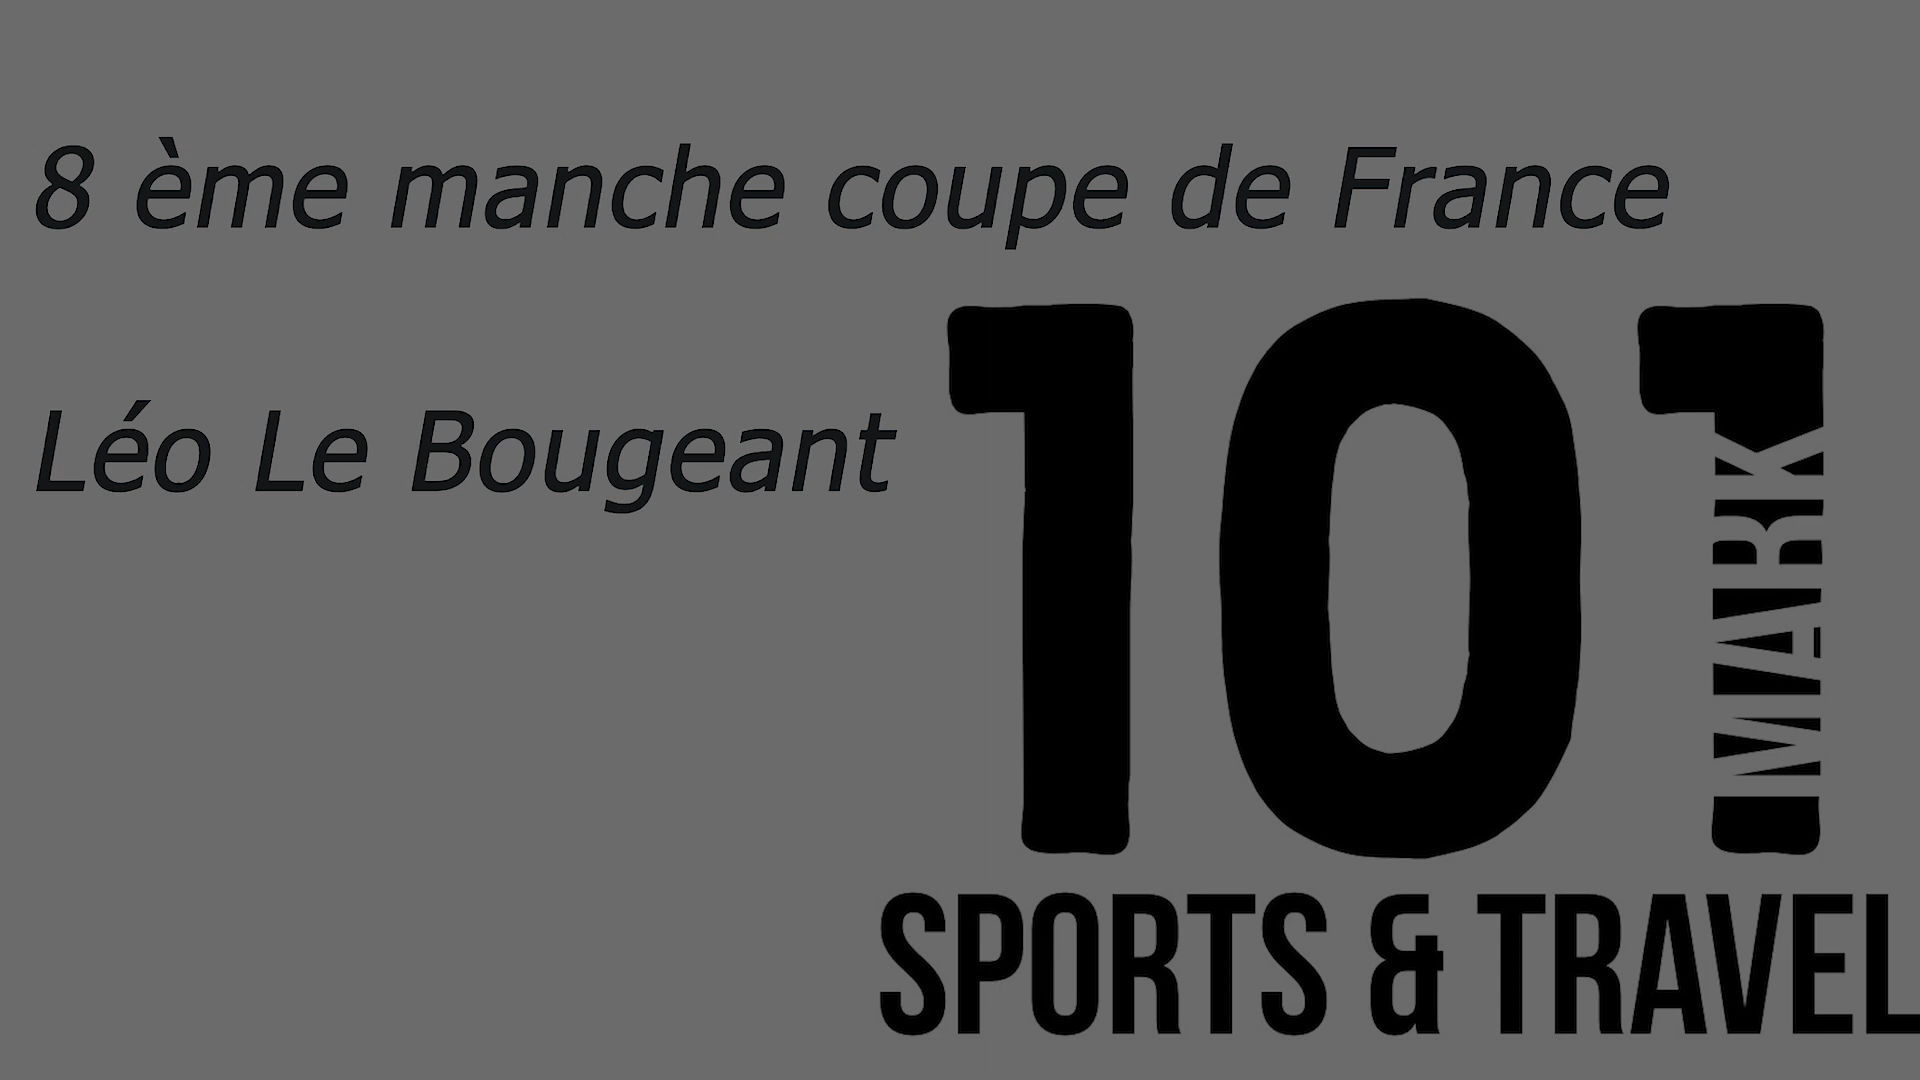 8 ème manche coupe de France
Léo Le Bougeant
101
MARK
SPORTS & TRAVEL